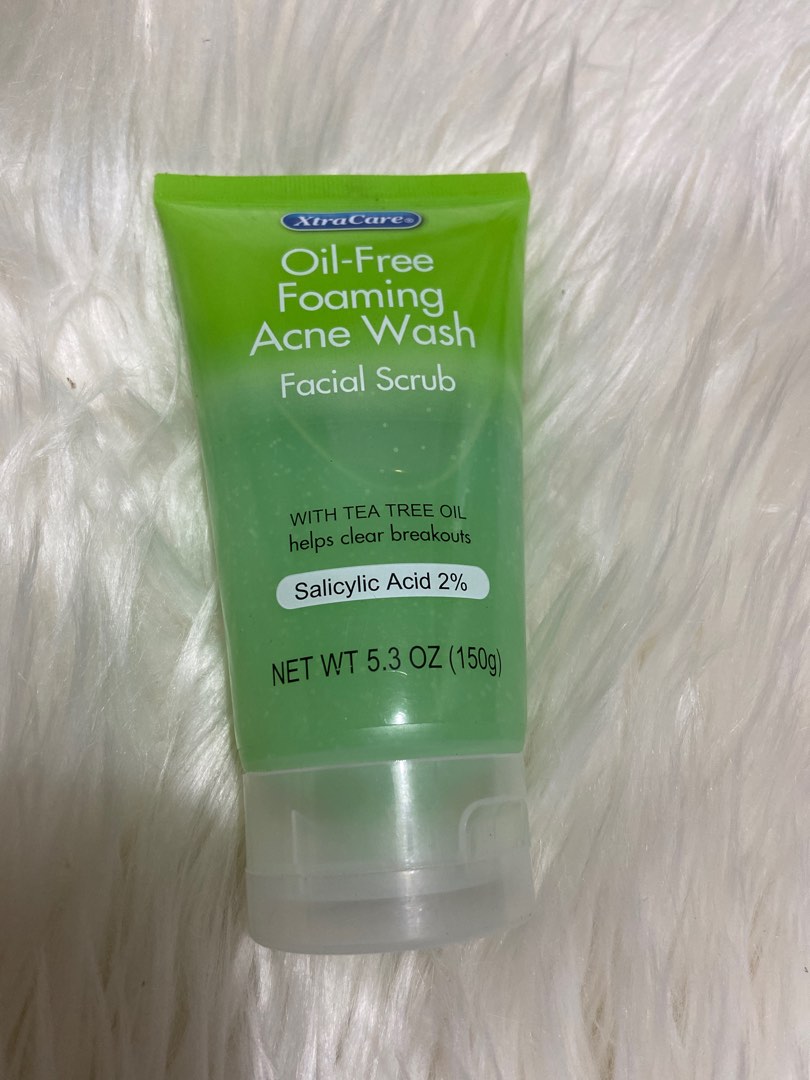 XtraCare®
Oil-Free
Foaming
Acne Wash
Facial Scrub
WITH TEA TREE OIL
helps clear breakouts
Salicylic Acid 2%
NET WT 5.3 OZ (150g)